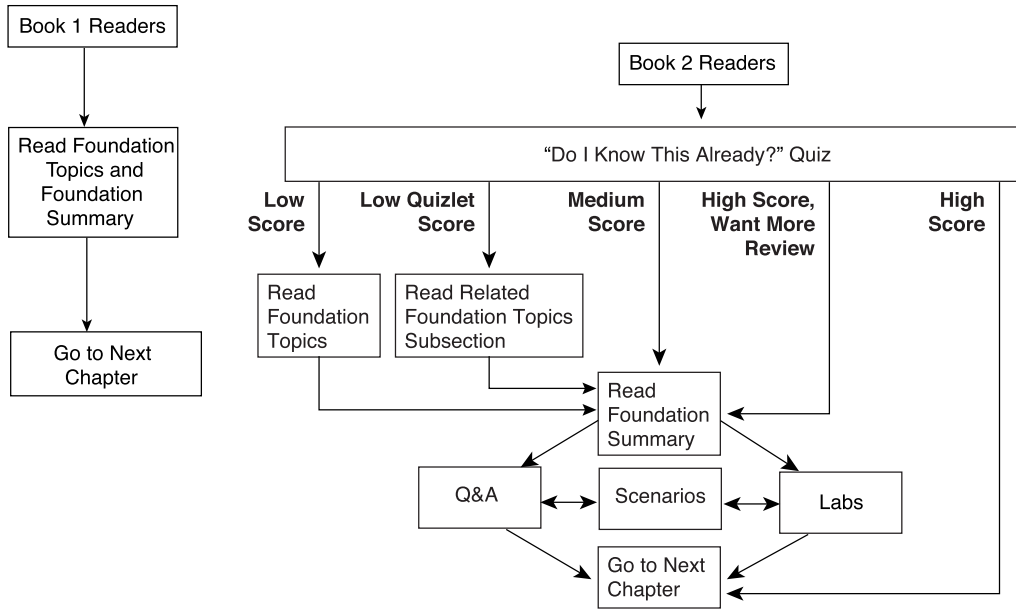 Book 1 Readers
Read Foundation
Topics and
Foundation
Summary
Go to Next
Chapter
Book 2 Readers
“Do I Know This Already?” Quiz
Low
Score
Low Quizlet
Score
Medium
Score
High Score,
Want More
Review
High
Score
Read
Foundation
Topics
Read Related
Foundation Topics
Subsection
Read
Foundation
Summary
Q&A
Scenarios
Labs
Go to Next
Chapter